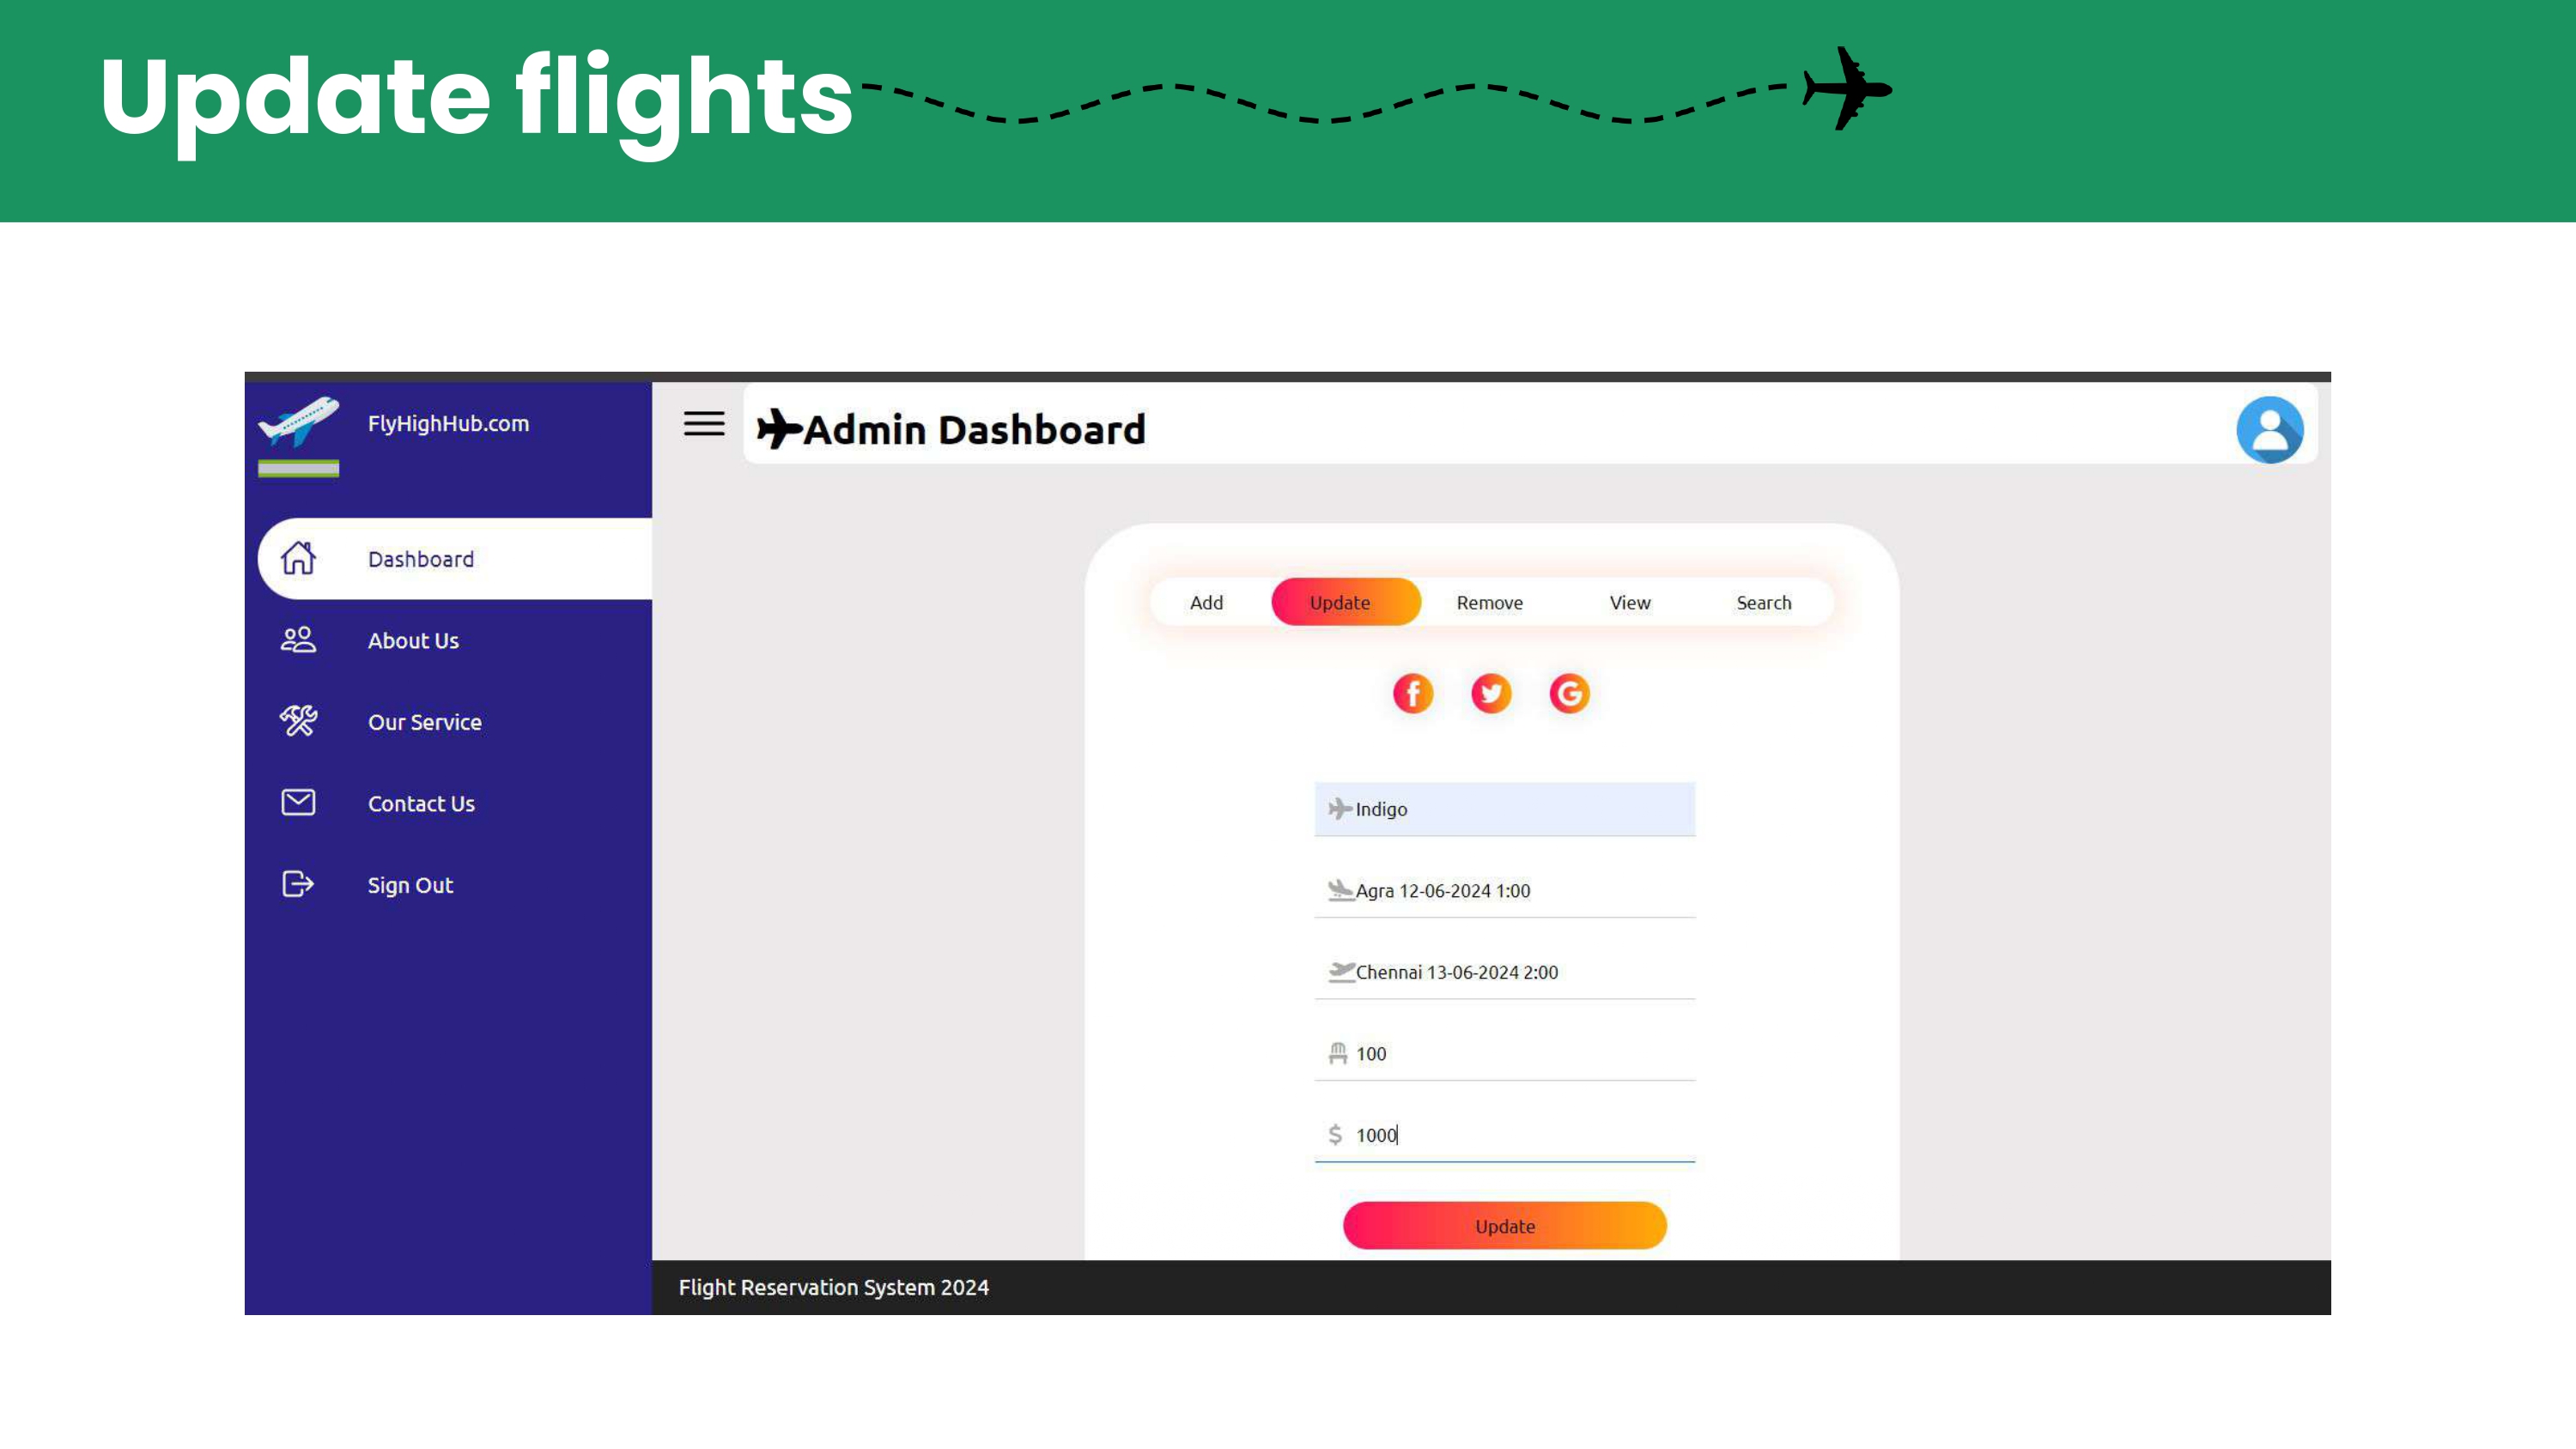 Update flights
FlyHighHub.com
Admin Dashboard
Dashboard
About Us
Our Service
Contact Us
Sign Out
Add Update Remove View Search
Indigo
Agra 12-06-2024 1:00
Chennai 13-06-2024 2:00
100
$ 1000
Update
Flight Reservation System 2024